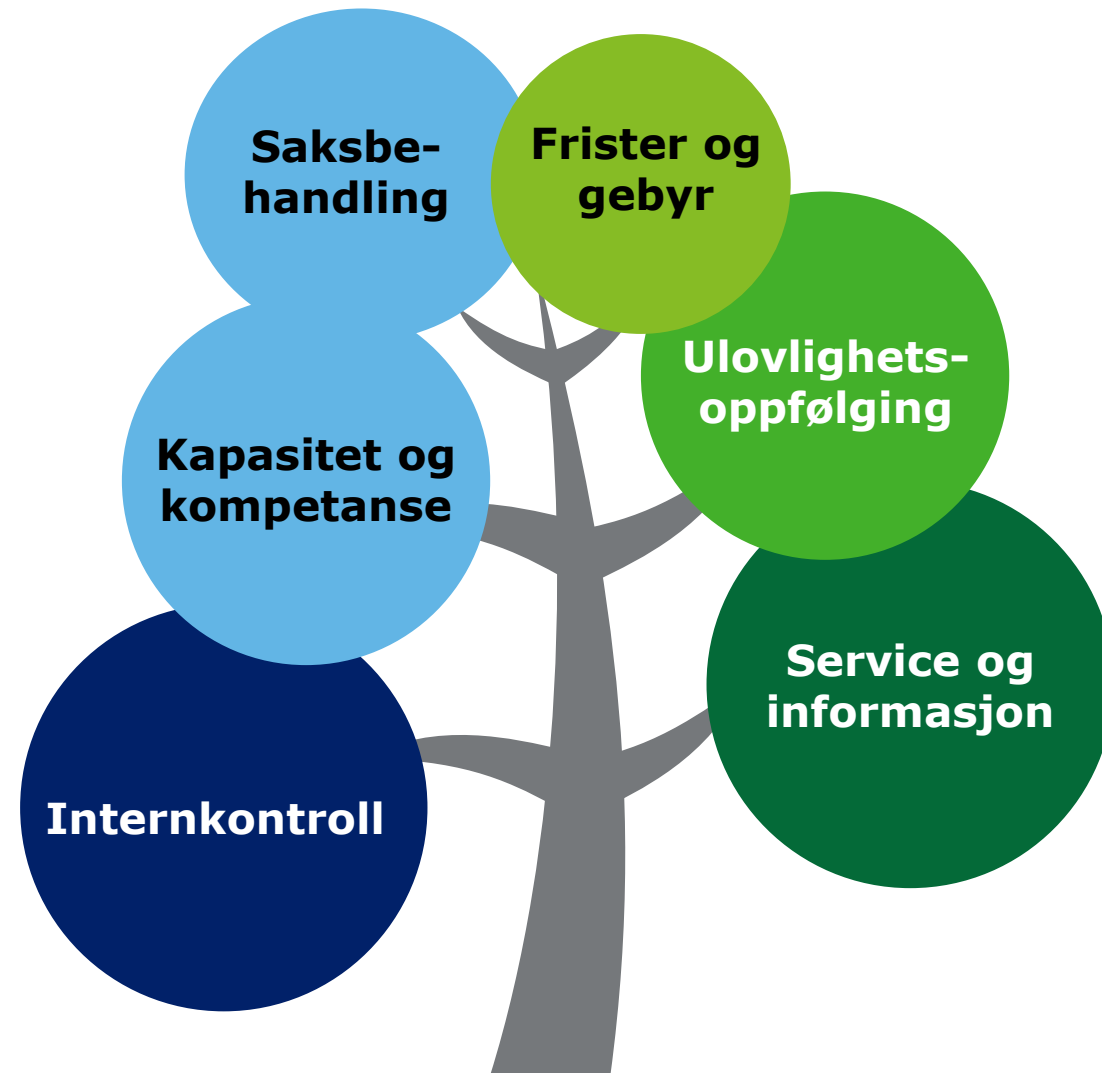 Saksbe-
handling
Frister og
gebyr
Ulovlighets-
oppfølging
Kapasitet og
kompetanse
Service og
informasjon
Internkontroll